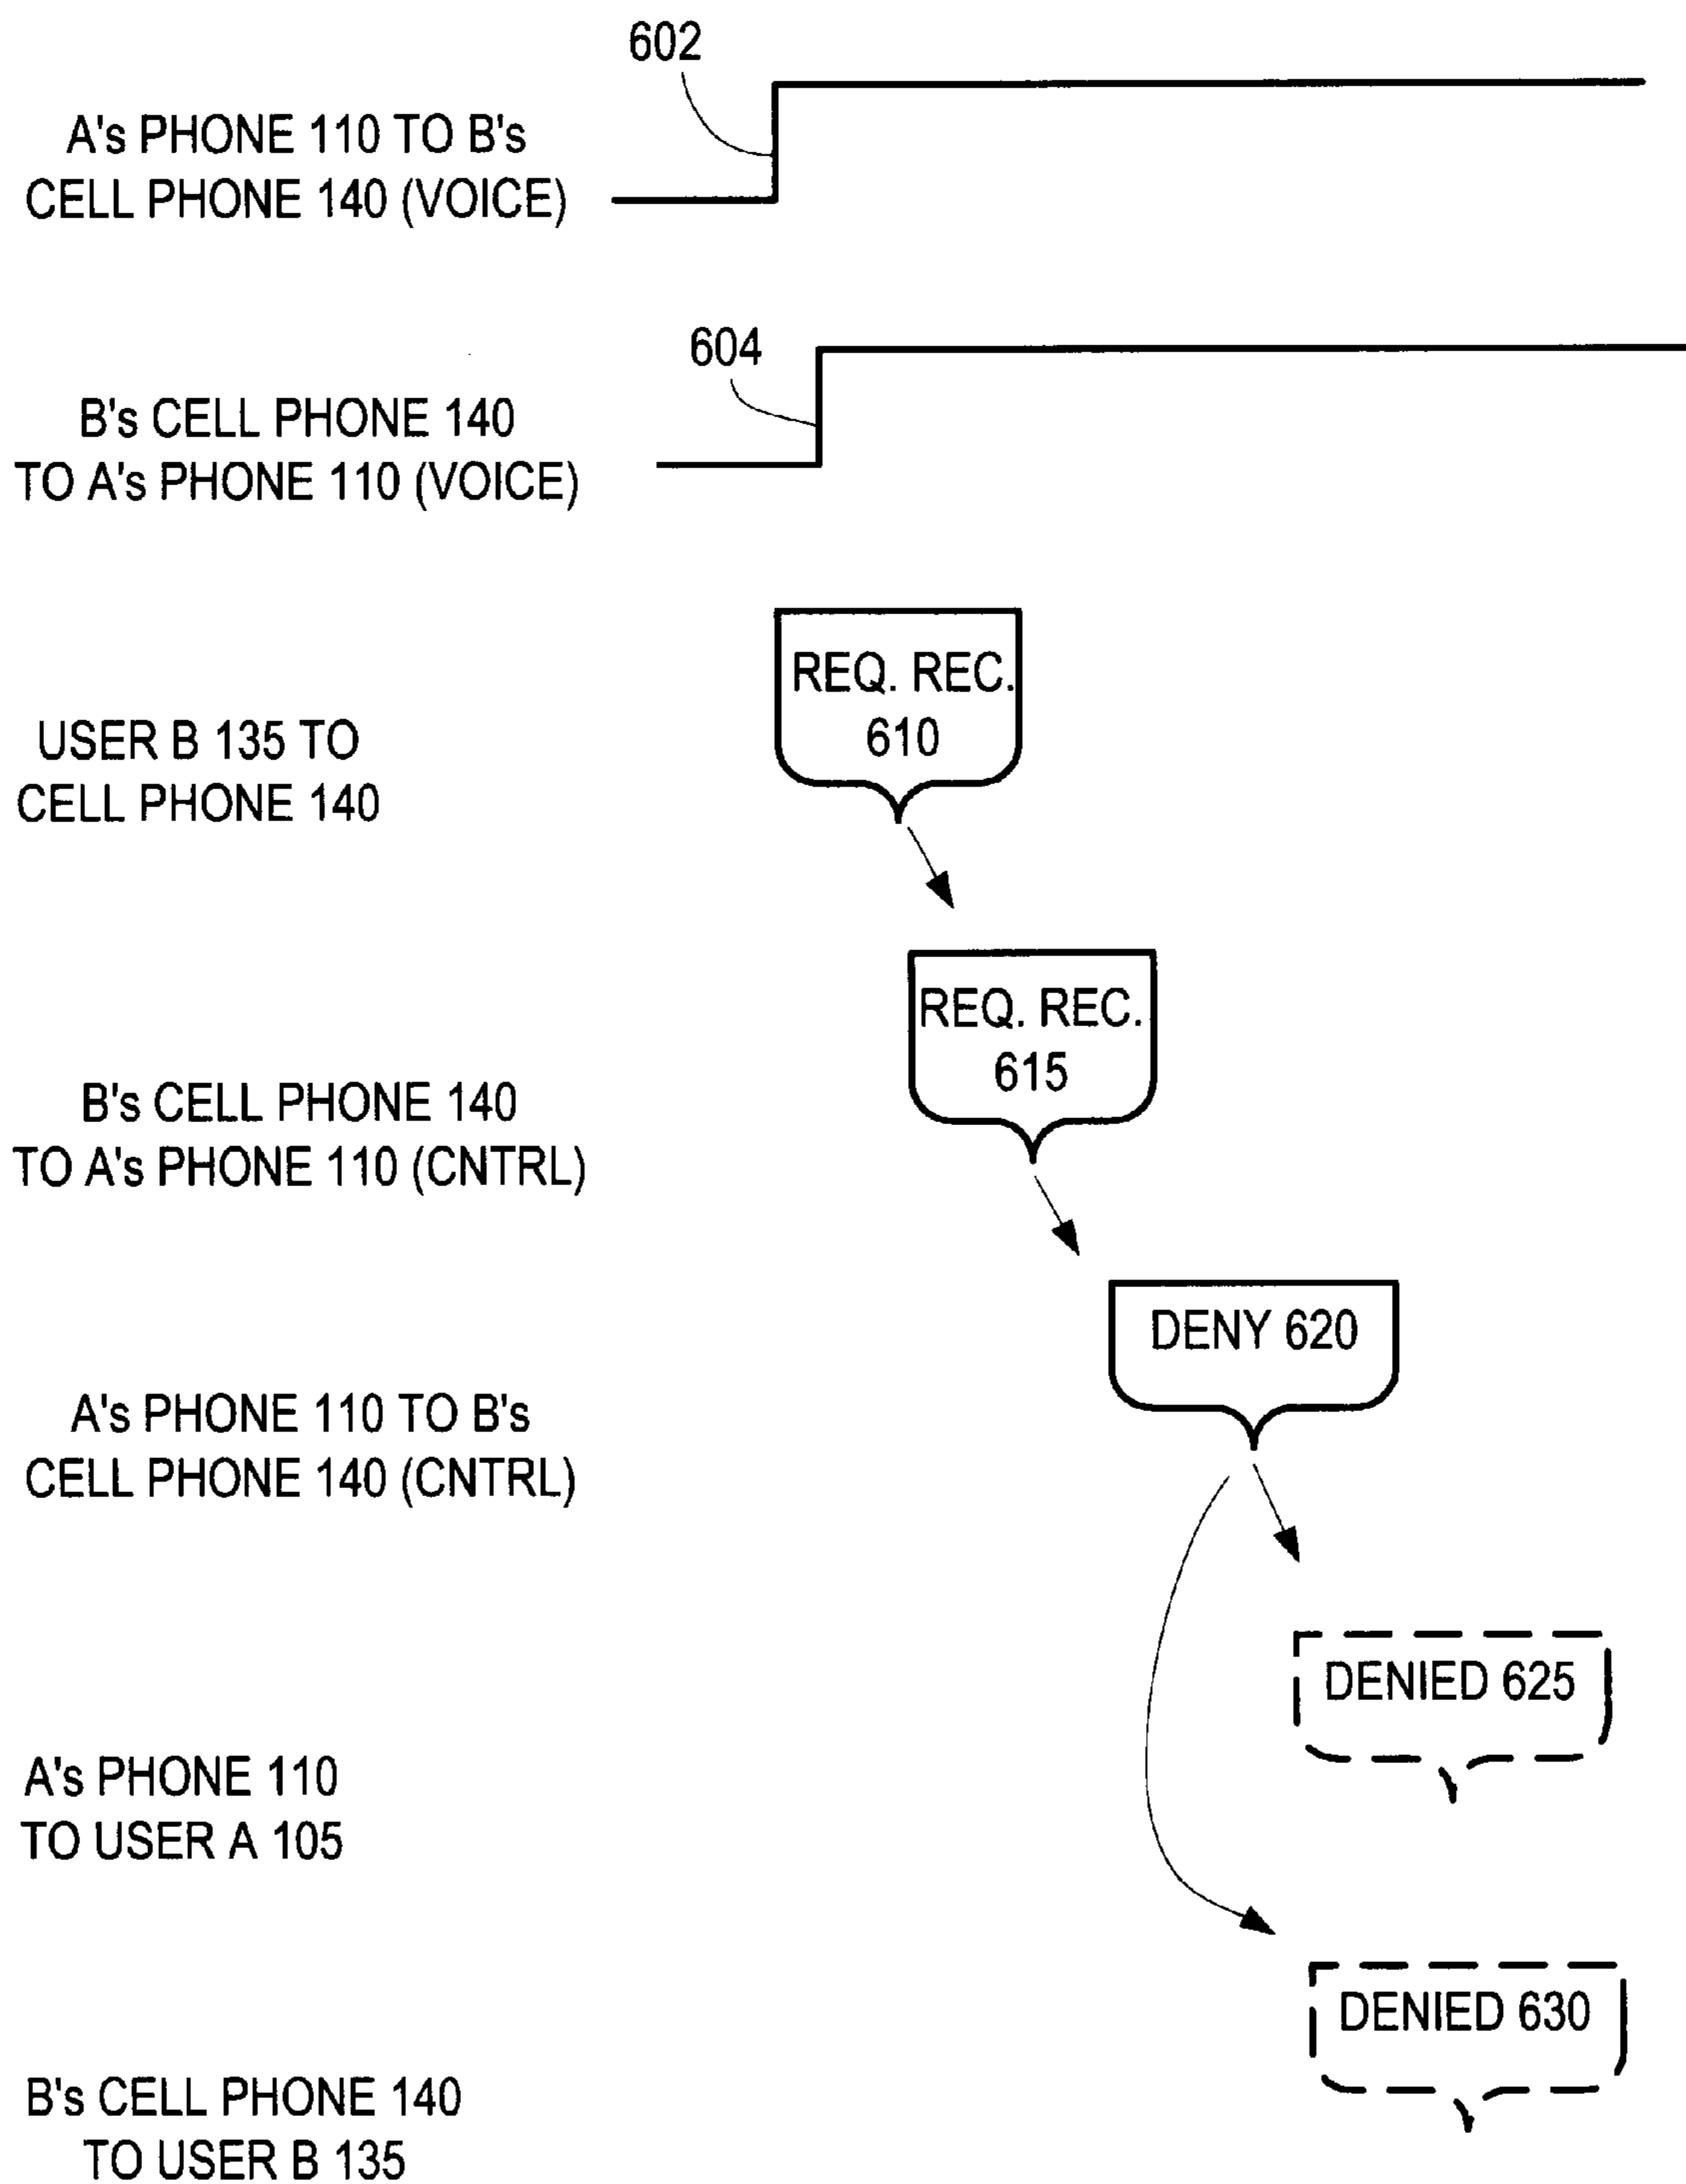 602
A's PHONE 110 TO B's
CELL PHONE 140 (VOICE)
604
B's CELL PHONE 140
TO A's PHONE 110 (VOICE)
REQ. REC.
610
USER B 135 TO
CELL PHONE 140
REQ. REC.
615
B's CELL PHONE 140
TO A's PHONE 110 (CNTRL)
DENY 620
A's PHONE 110 TO B's
CELL PHONE 140 (CNTRL)
DENIED 625
A's PHONE 110
TO USER A 105
DENIED 630
B's CELL PHONE 140
TO USER B 135